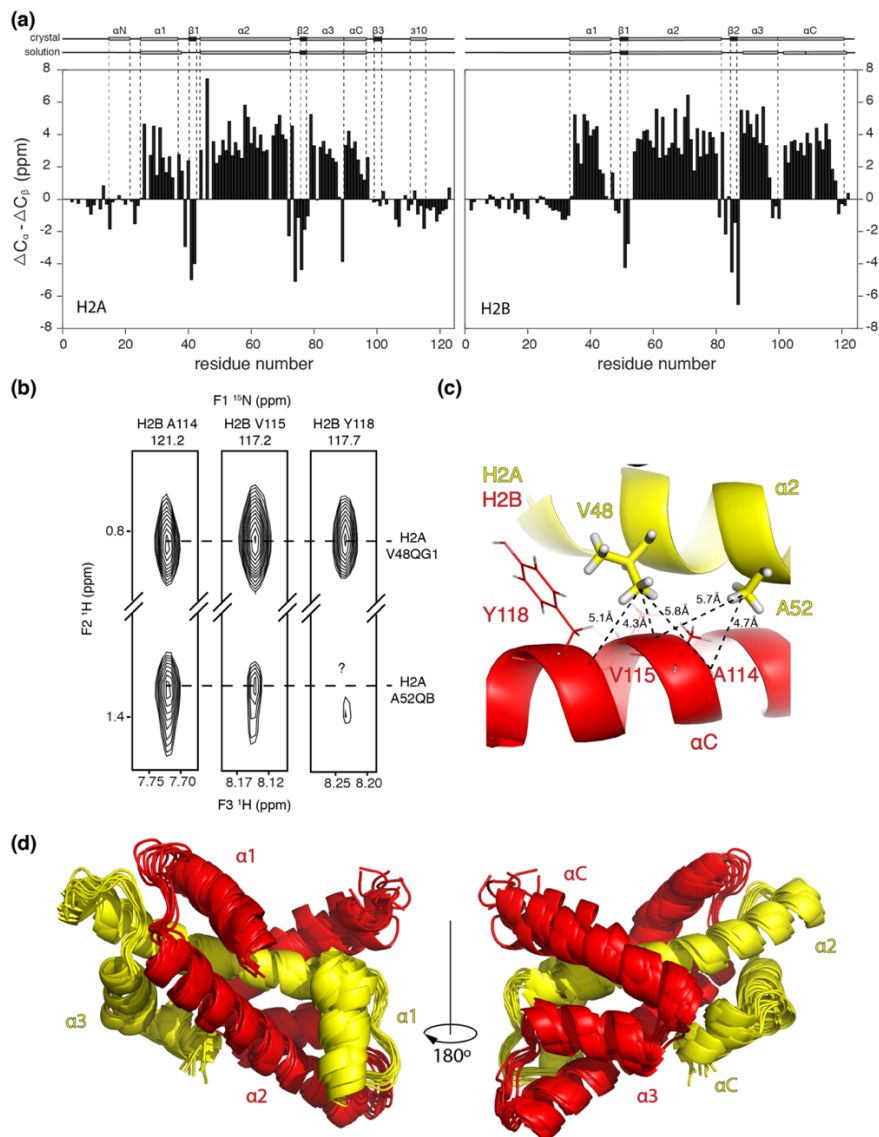 (a)
αN α1 β1 α2 β2 α3 αC β3 310
crystal
solution
α1 β1 α2 β2 α3 αC
ΔCα - ΔCβ (ppm)
8
6
4
2
0
-2
-4
-6
-8
H2A
0 20 40 60 80 100 120
residue number
H2B
0 20 40 60 80 100 120
residue number
8
6
4
2
0
-2
-4
-6
-8
(b)
F1 15N (ppm)
H2B A114 H2B V115 H2B Y118
121.2 117.2 117.7
F2 1H (ppm)
0.8
H2A
V48QG1
?
H2A
A52QB
1.4
7.75 7.70 8.17 8.12 8.25 8.20
F3 1H (ppm)
(c)
H2A
H2B
α2
V48
A52
Y118
5.1Å 4.3Å 5.8Å 5.7Å 4.7Å
V115 A114
αC
(d)
α1
α3
α1
α2
180º
αC
α2
αC
α3